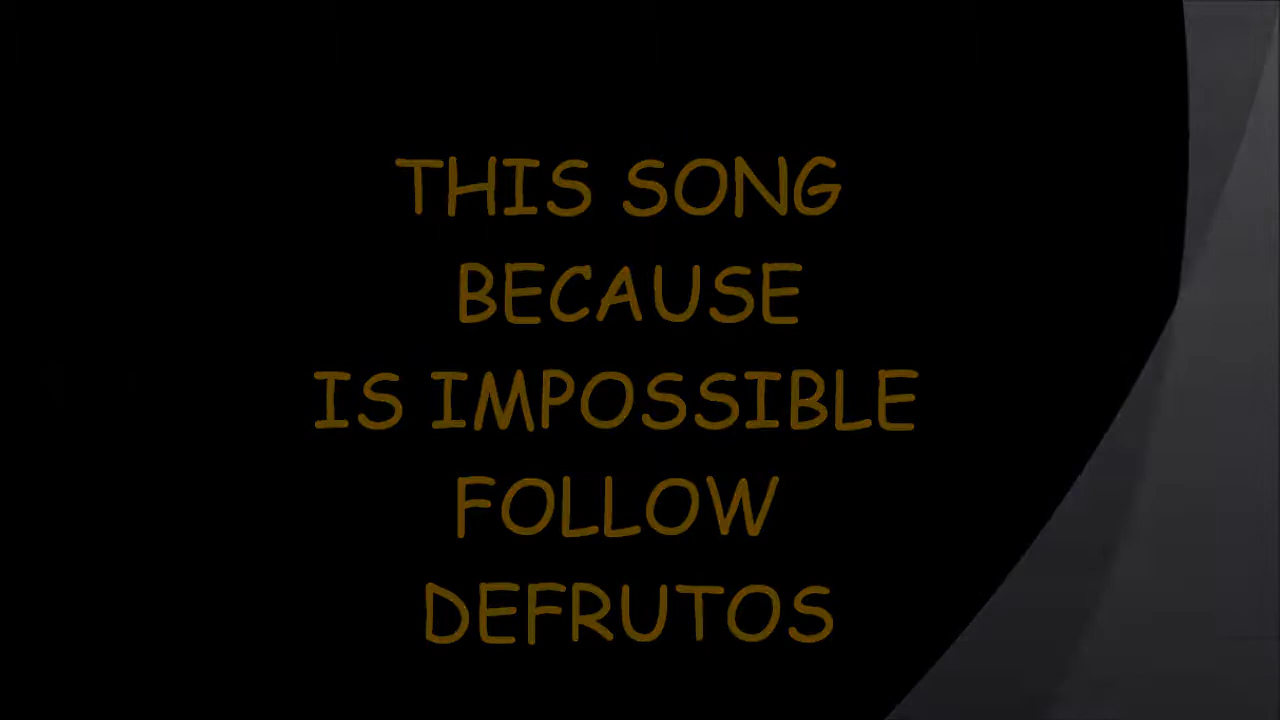 THIS SONG
BECAUSE
IS IMPOSSIBLE
FOLLOW
DEFRUTOS